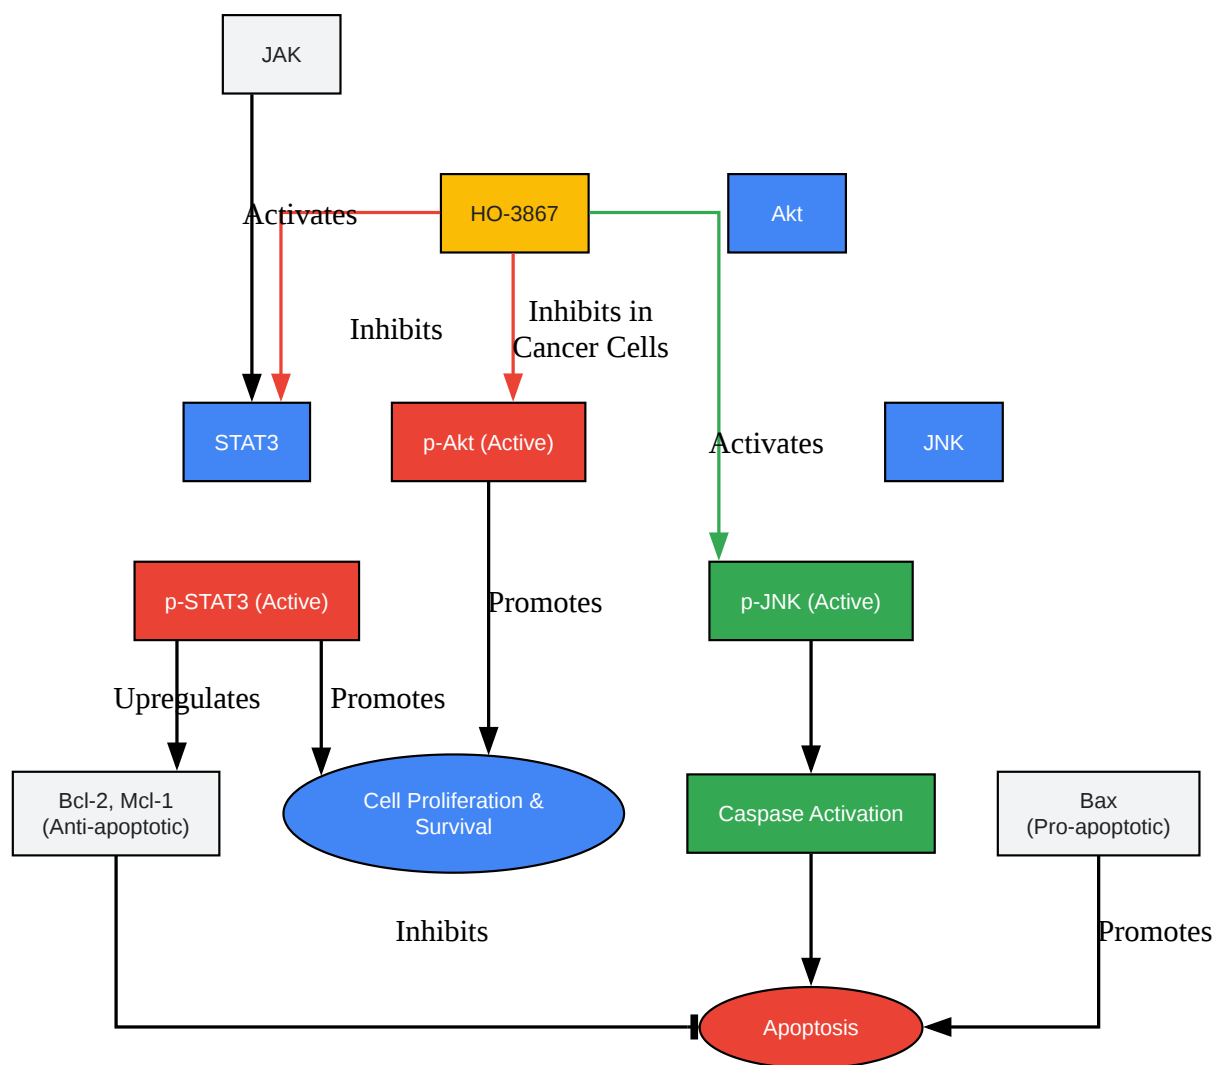 JAK
Activates
HO-3867
Akt
Inhibits
Inhibits in
Cancer Cells
STAT3
p-Akt (Active)
Activates
JNK
p-STAT3 (Active)
Promotes
p-JNK (Active)
Upregulates
Promotes
Bcl-2, Mcl-1
(Anti-apoptotic)
Cell Proliferation &
Survival
Caspase Activation
Bax
(Pro-apoptotic)
Inhibits
Promotes
Apoptosis